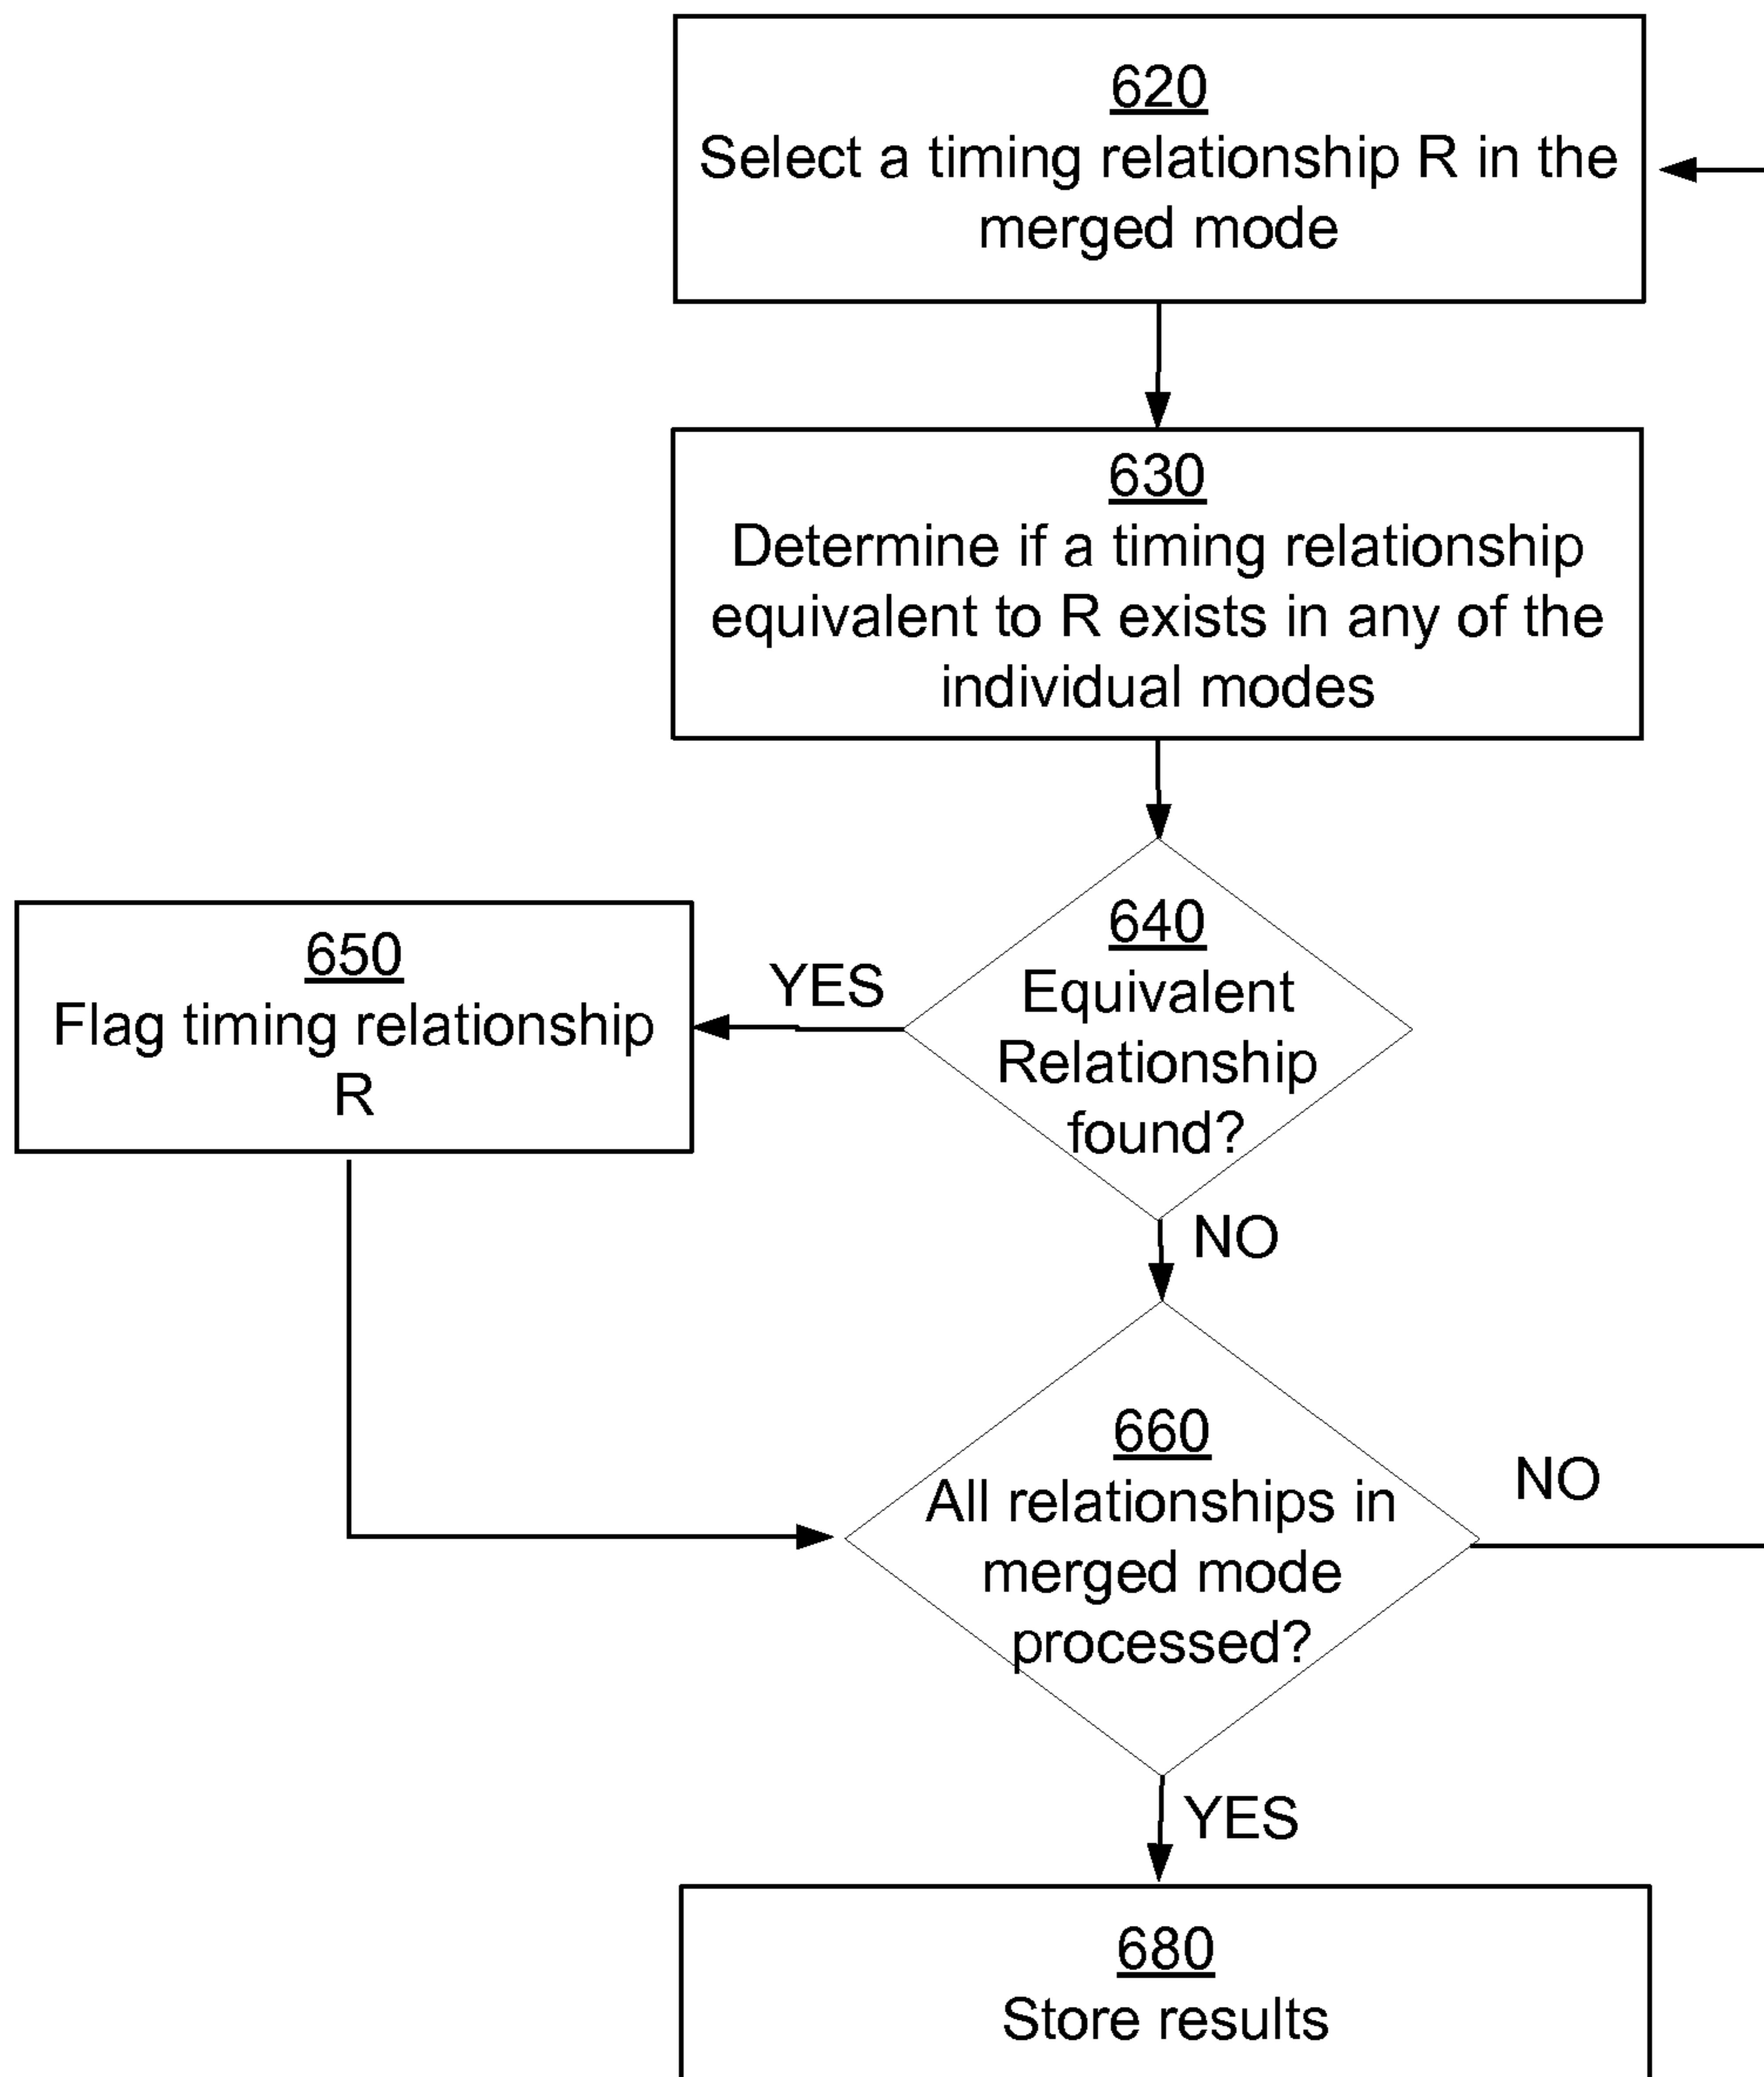 620
Select a timing relationship R in the
merged mode
630
Determine if a timing relationship
equivalent to R exists in any of the
individual modes
640
Equivalent
Relationship
found?
YES
650
Flag timing relationship
R
NO
660
All relationships in
merged mode
processed?
NO
YES
680
Store results